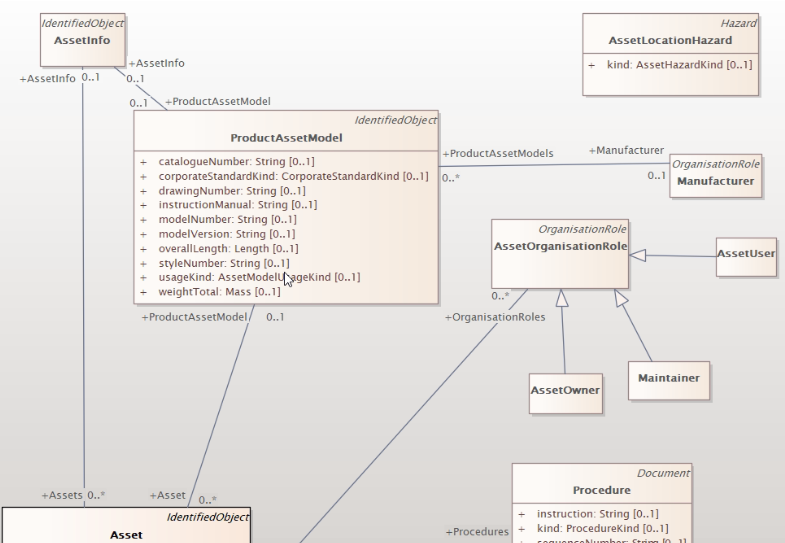 IdentifiedObject
AssetInfo
+AssetInfo 0..1
+AssetInfo
0..1
0..1 +ProductAssetModel
IdentifiedObject
ProductAssetModel
+ catalogueNumber: String [0..1]
+ corporateStandardKind: CorporateStandardKind [0..1]
+ drawingNumber: String [0..1]
+ instructionManual: String [0..1]
+ modelNumber: String [0..1]
+ modelVersion: String [0..1]
+ overallLength: Length [0..1]
+ styleNumber: String [0..1]
+ usageKind: AssetModelUsageKind [0..1]
+ weightTotal: Mass [0..1]
+ProductAssetModel 0..1
Hazard
AssetLocationHazard
+ kind: AssetHazardKind [0..1]
+ProductAssetModels
0..*
+Manufacturer
0..1
OrganisationRole
Manufacturer
OrganisationRole
AssetOrganisationRole
0..*
+OrganisationRoles
AssetUser
AssetOwner
Maintainer
+Assets 0..*
+Asset 0..*
IdentifiedObject
Asset
Document
Procedure
+ instruction: String [0..1]
+ kind: ProcedureKind [0..1]
+ sequenceNumber: String [0..1]
+Procedures